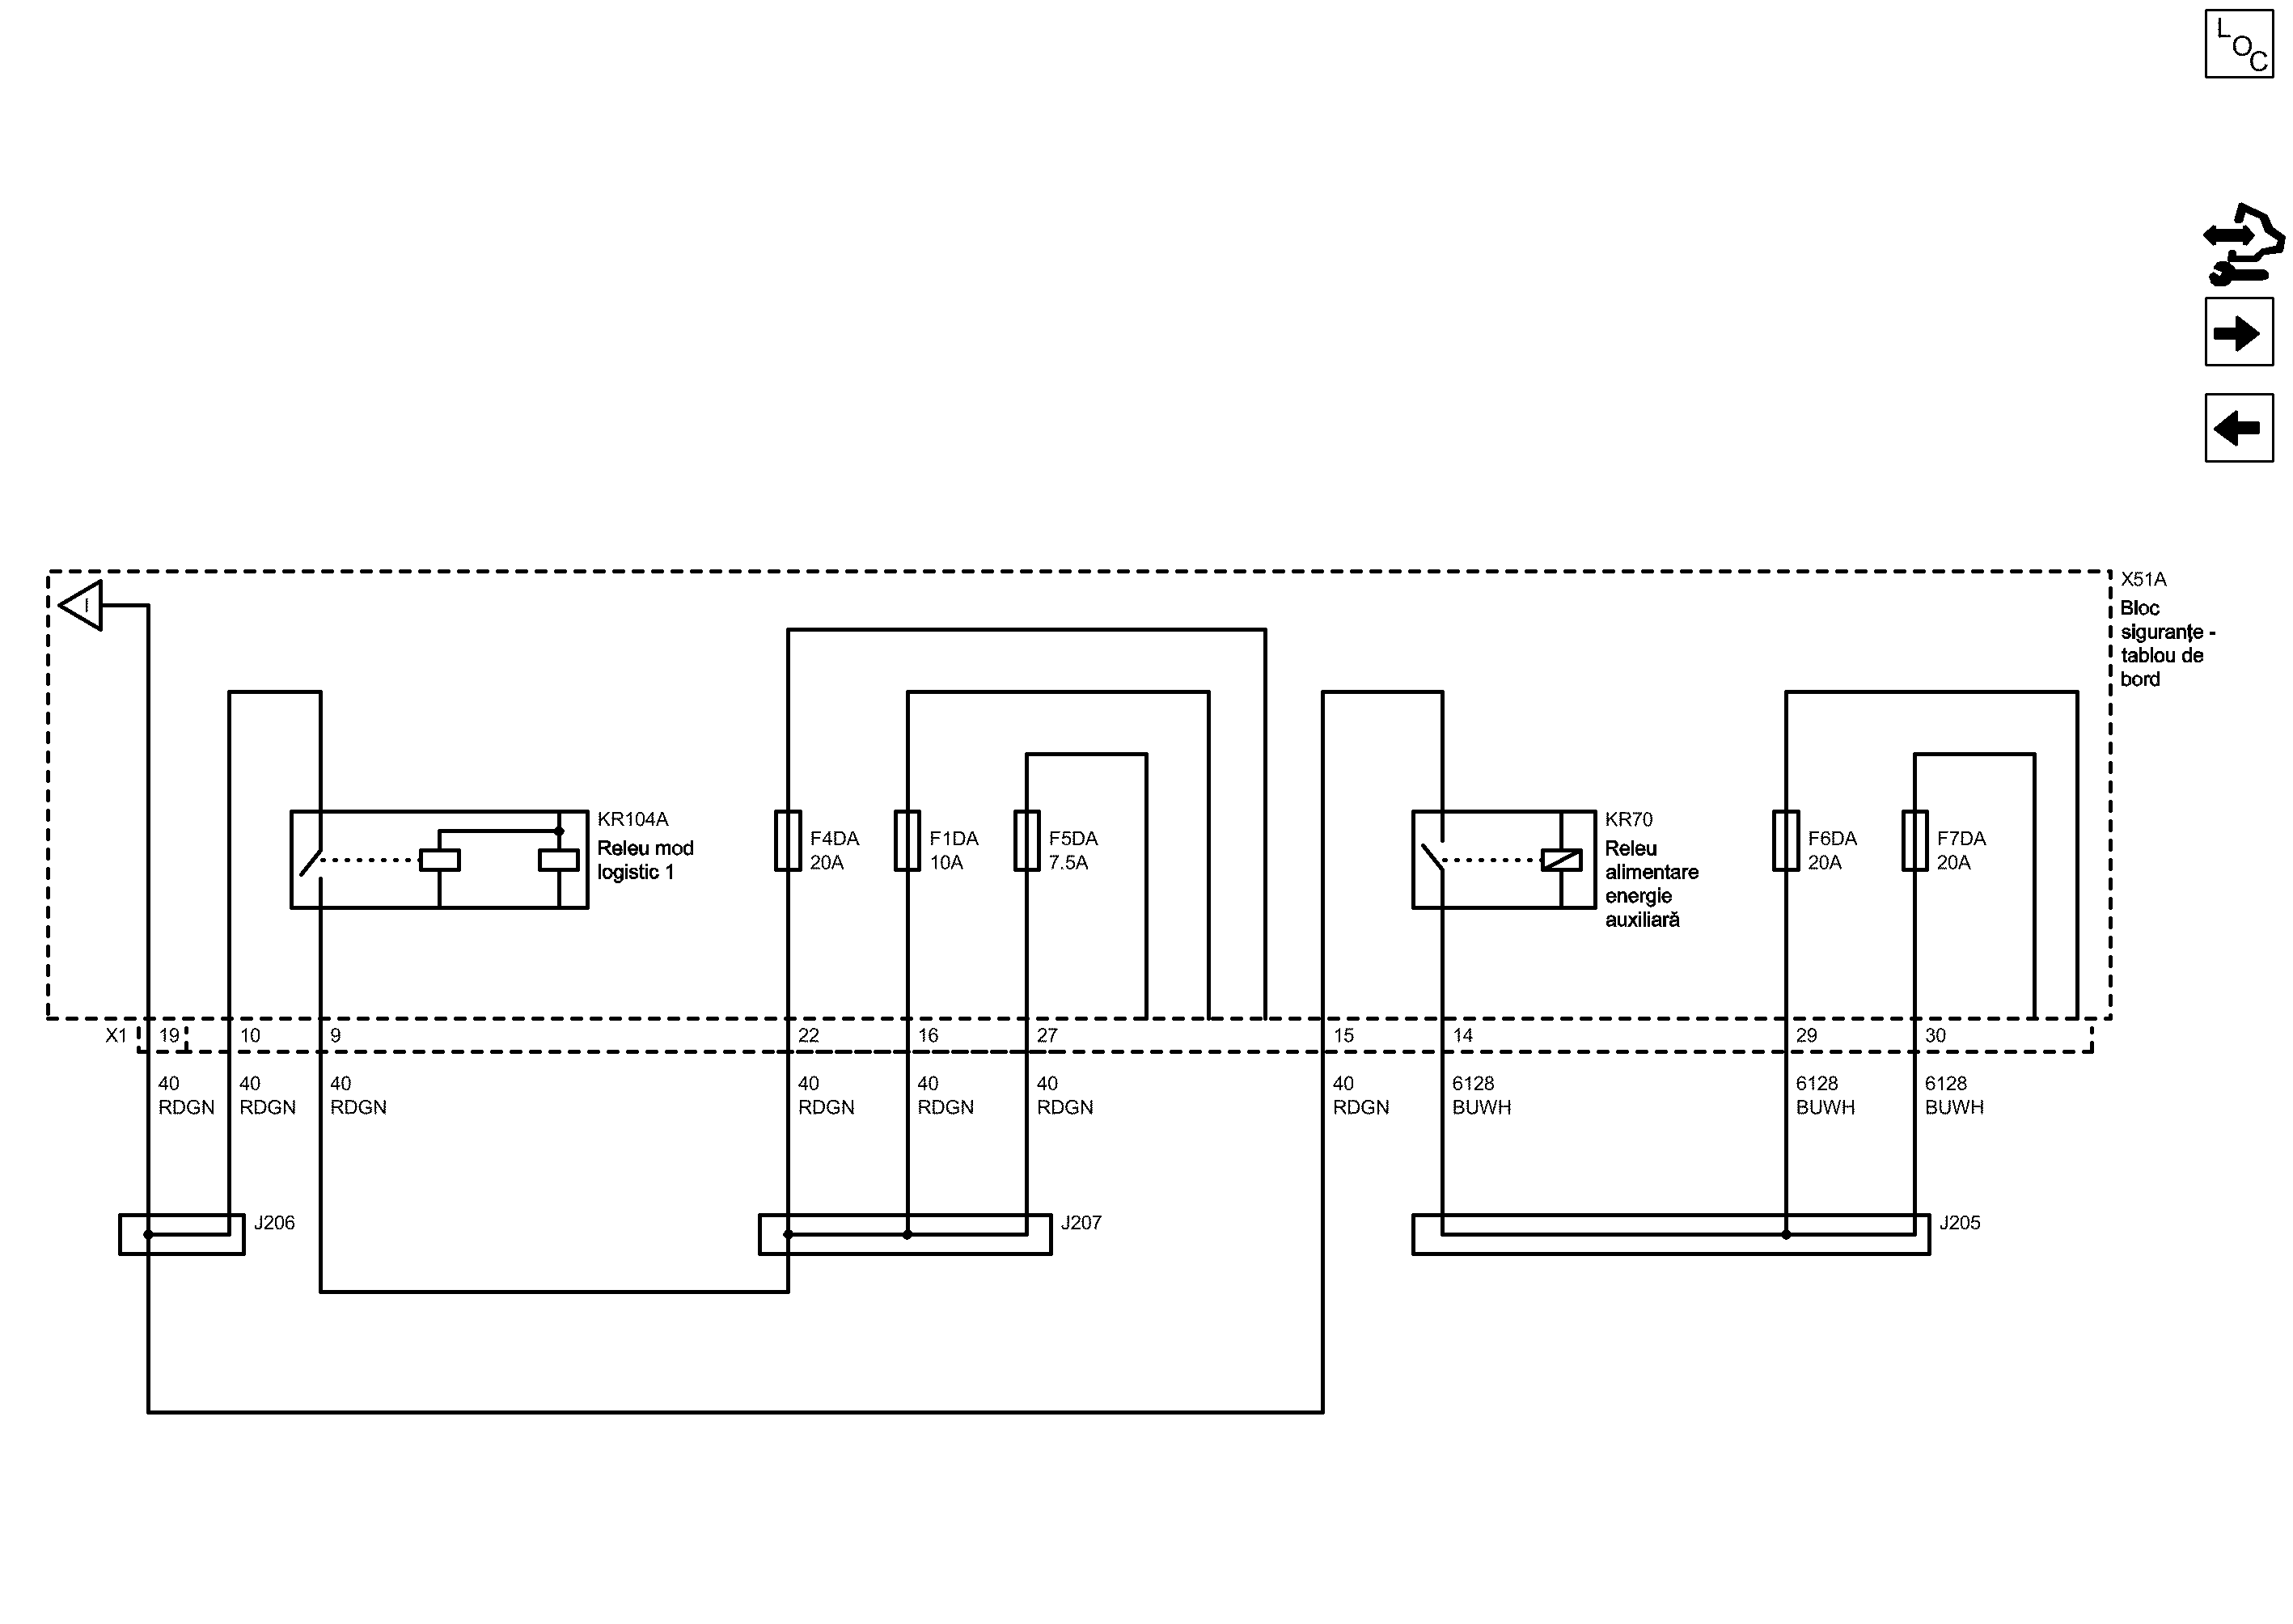 LOC
I
X51A
Bloc
siguranțe -
tablou de
bord
KR104A
Releu mod
logistic 1
F4DA
20A
F1DA
10A
F5DA
7.5A
KR70
Releu
alimentare
energie
auxiliară
F6DA
20A
F7DA
20A
X1 19 10 9 22 16 27 15 14 29 30
40 40 40 40 40 40 40 6128 6128 6128
RDGN RDGN RDGN RDGN RDGN RDGN RDGN BUWH BUWH BUWH
J206 J207 J205